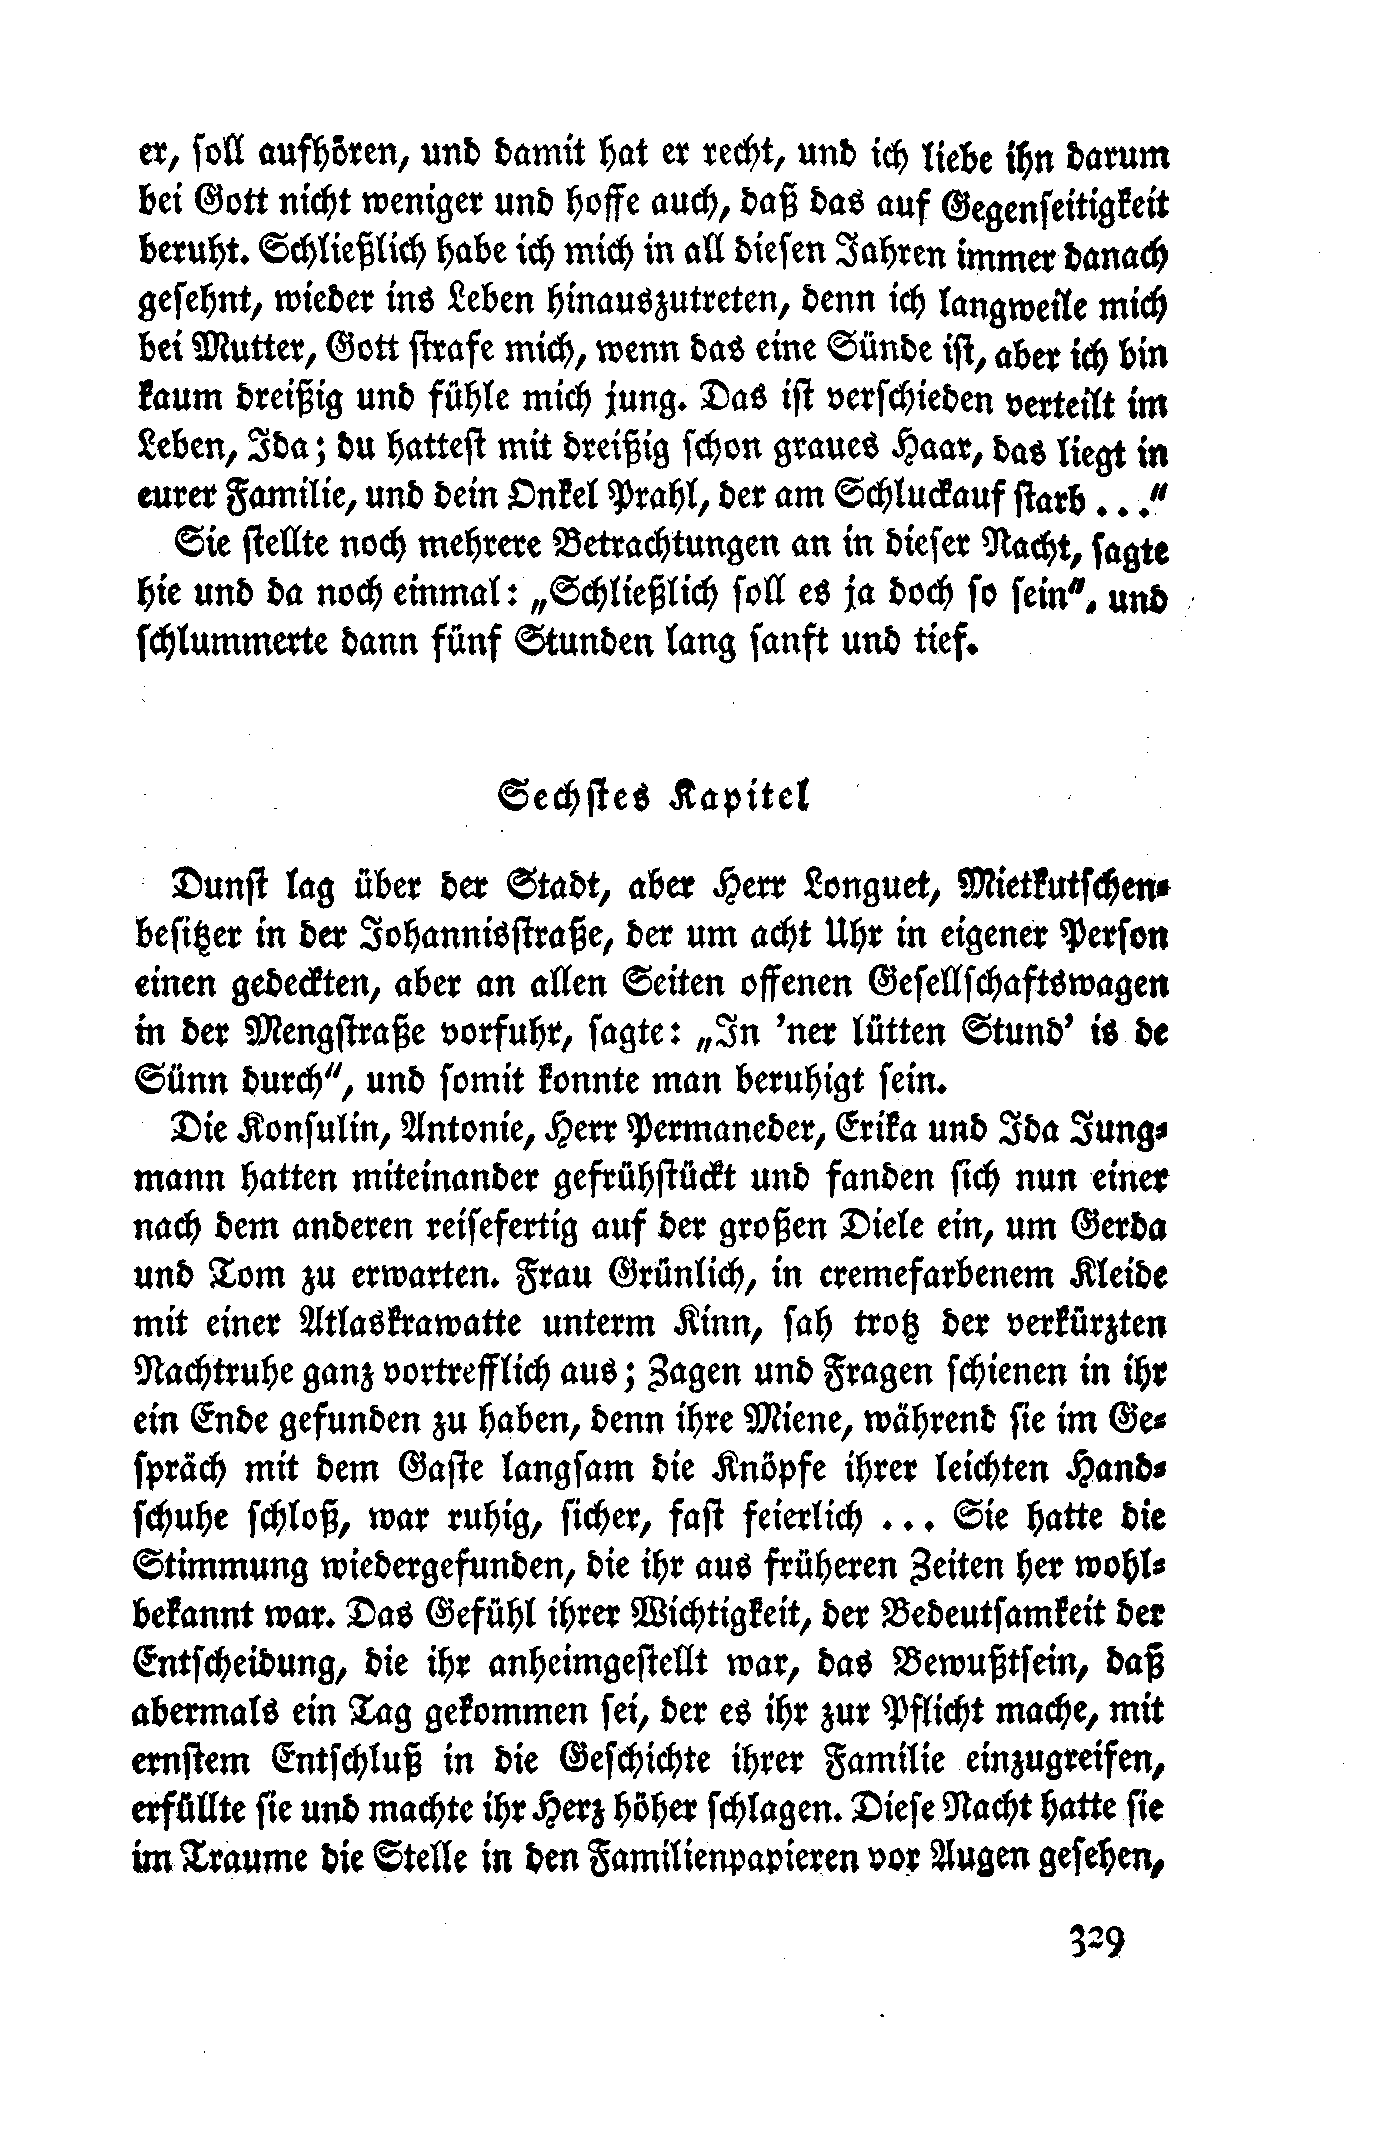 er, soll aufhören, und damit hat er recht, und ich liebe ihn darum
bei Gott nicht weniger und hoffe auch, daß das auf Gegenseitigkeit
beruht. Schließlich habe ich mich in all diesen Jahren immer danach
gesehnt, wieder ins Leben hinauszutreten, denn ich langweile mich
bei Mutter, Gott strafe mich, wenn das eine Sünde ist, aber ich bin
kaum dreißig und fühle mich jung. Das ist verschieden verteilt im
Leben, Ida; du hattest mit dreißig schon graues Haar, das liegt in
eurer Familie, und dein Onkel Prahl, der am Schluckauf starb ...“
Sie stellte noch mehrere Betrachtungen an in dieser Nacht, sagte
hie und da noch einmal: „Schließlich soll es ja doch so sein“, und
schlummerte dann fünf Stunden lang sanft und tief.
Sechstes Kapitel
Dunst lag über der Stadt, aber Herr Longuet, Mietkutschen-
besitzer in der Johannisstraße, der um acht Uhr in eigener Person
einen gedeckten, aber an allen Seiten offenen Gesellschaftswagen
in der Mengstraße vorfuhr, sagte: „In ’ner lütten Stund’ is de
Sünn durch“, und somit konnte man beruhigt sein.
Die Konsulin, Antonie, Herr Permaneder, Erika und Ida Jung-
mann hatten miteinander gefrühstückt und fanden sich nun einer
nach dem anderen reisefertig auf der großen Diele ein, um Gerda
und Tom zu erwarten. Frau Grünlich, in cremefarbenem Kleide
mit einer Atlaskrawatte unterm Kinn, sah trotz der verkürzten
Nachtruhe ganz vortrefflich aus; Zagen und Fragen schienen in ihr
ein Ende gefunden zu haben, denn ihre Miene, während sie im Ge-
spräch mit dem Gaste langsam die Knöpfe ihrer leichten Hand-
schuhe schloß, war ruhig, sicher, fast feierlich ... Sie hatte die
Stimmung wiedergefunden, die ihr aus früheren Zeiten her wohl-
bekannt war. Das Gefühl ihrer Wichtigkeit, der Bedeutsamkeit der
Entscheidung, die ihr anheimgestellt war, das Bewußtsein, daß
abermals ein Tag gekommen sei, der es ihr zur Pflicht mache, mit
ernstem Entschluß in die Geschichte ihrer Familie einzugreifen,
erfüllte sie und machte ihr Herz höher schlagen. Diese Nacht hatte sie
im Traume die Stelle in den Familienpapieren vor Augen gesehen,
329